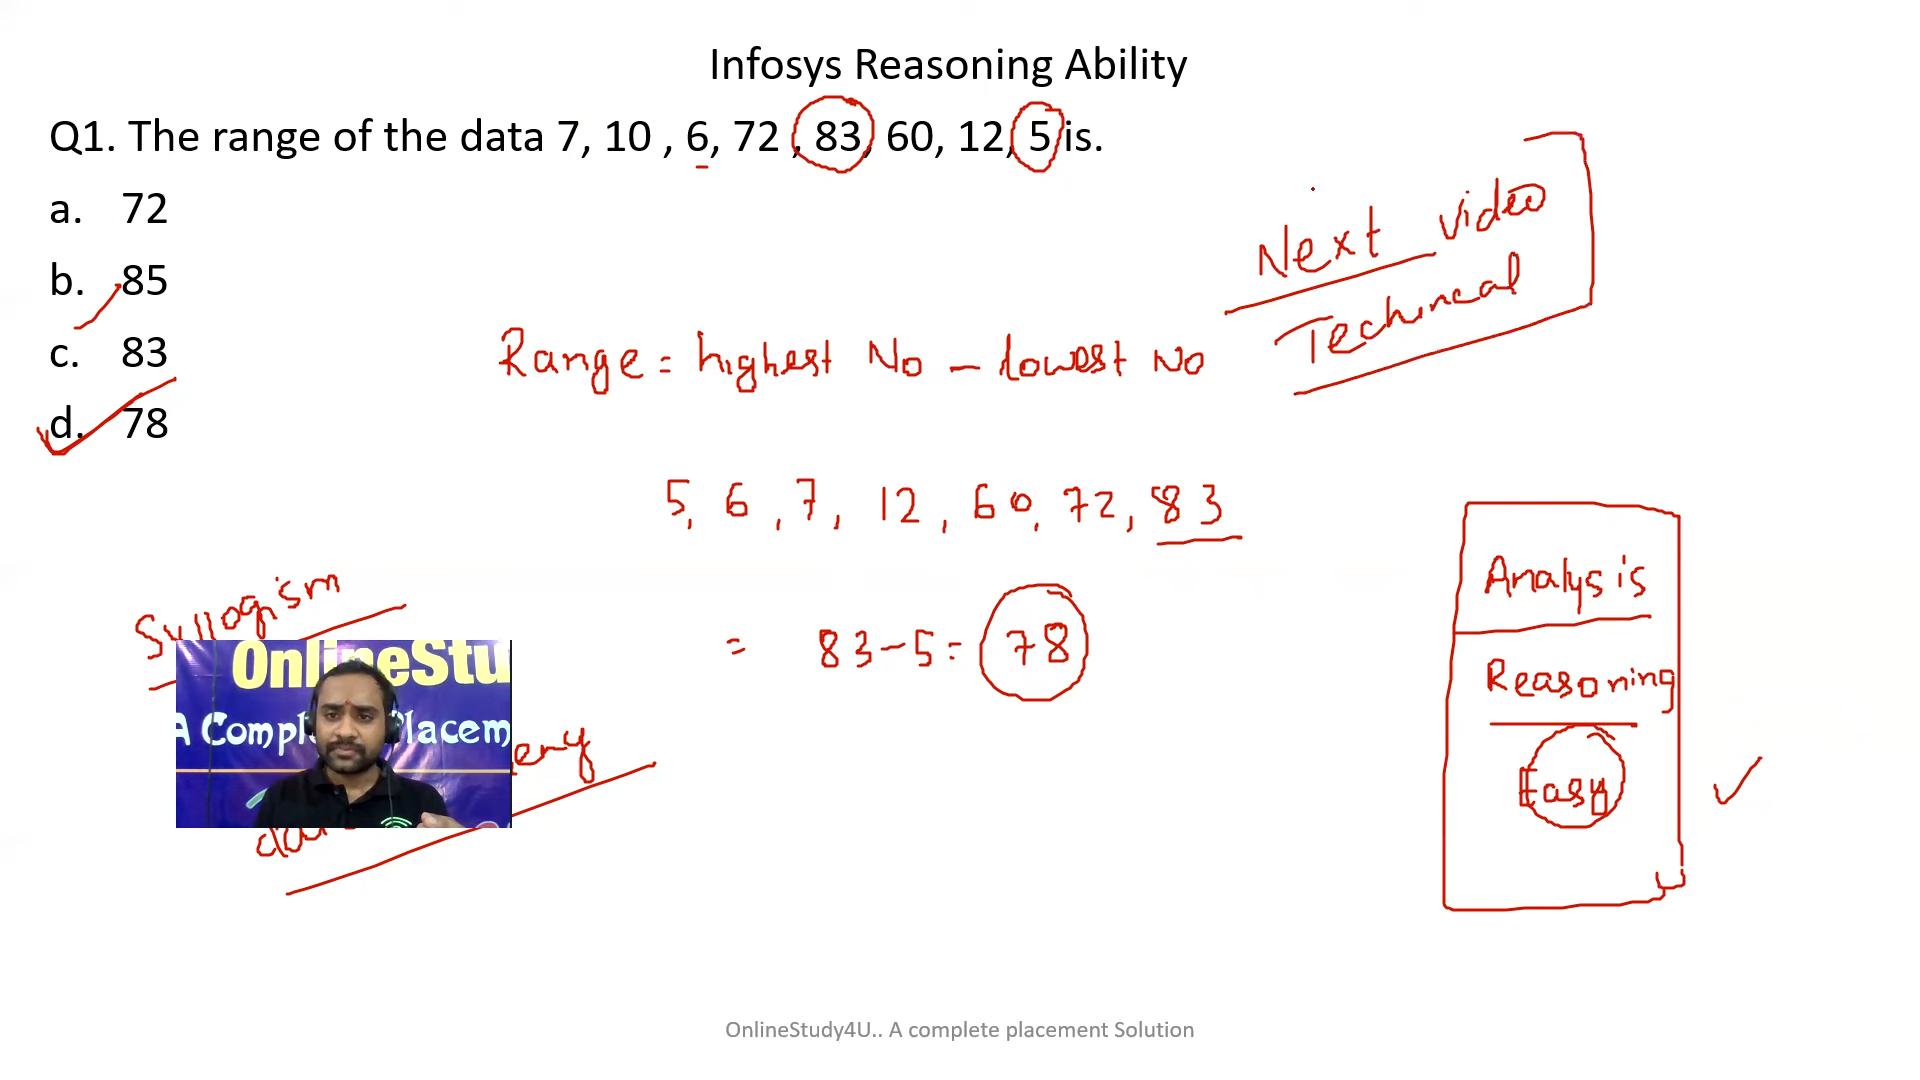 Infosys Reasoning Ability
Q1. The range of the data 7, 10 , 6, 72 , 83, 60, 12, 5 is.
a. 72
b. 85
c. 83
d. 78
Next video
Techincal
Range = highest No - lowest No
5, 6, 7, 12, 60, 72, 83
= 83-5= 78
Analysis
Reasoning
Easy
Syllogism
OnlineStu
A Compl Placem
OnlineStudy4U.. A complete placement Solution